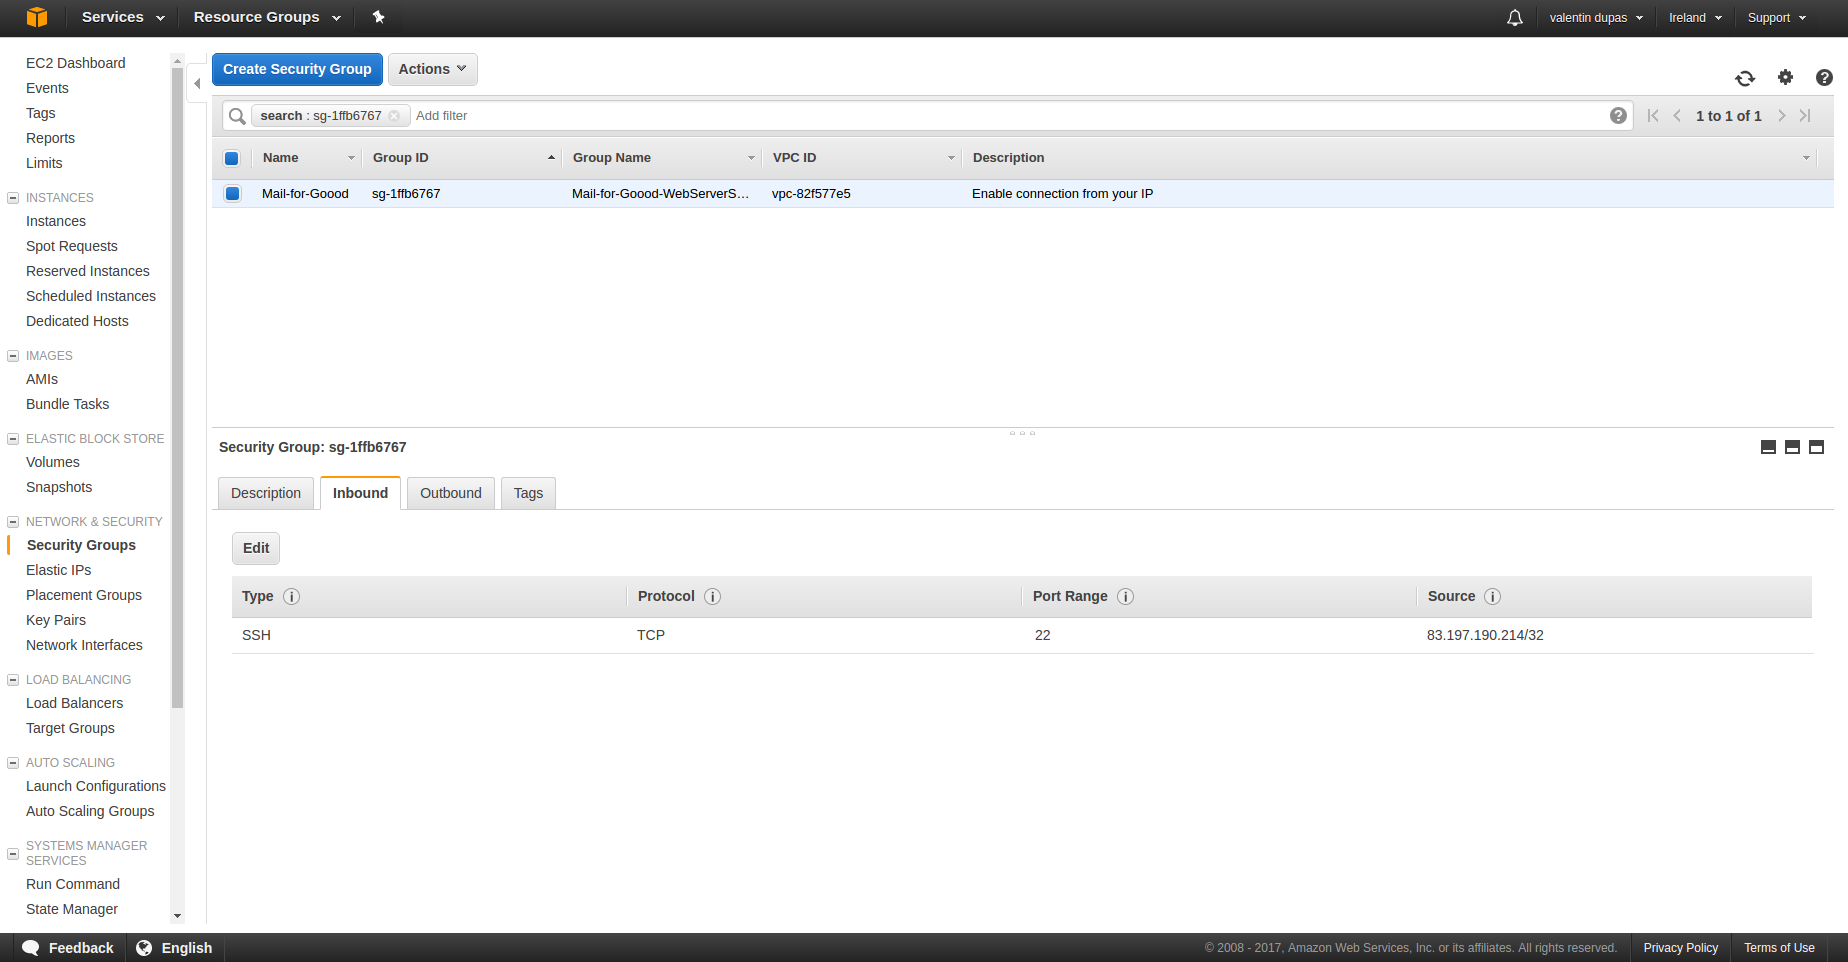 Services Resource Groups valentin dupas Ireland Support
EC2 Dashboard
Events
Tags
Reports
Limits
INSTANCES
Instances
Spot Requests
Reserved Instances
Scheduled Instances
Dedicated Hosts
IMAGES
AMIs
Bundle Tasks
ELASTIC BLOCK STORE
Volumes
Snapshots
NETWORK & SECURITY
Security Groups
Elastic IPs
Placement Groups
Key Pairs
Network Interfaces
LOAD BALANCING
Load Balancers
Target Groups
AUTO SCALING
Launch Configurations
Auto Scaling Groups
SYSTEMS MANAGER
SERVICES
Run Command
State Manager
Create Security Group Actions
search : sg-1ffb6767 Add filter 1 to 1 of 1
Name Group ID Group Name VPC ID Description
Mail-for-Goood sg-1ffb6767 Mail-for-Goood-WebServerS… vpc-82f577e5 Enable connection from your IP
Security Group: sg-1ffb6767
Description Inbound Outbound Tags
Edit
Type Protocol Port Range Source
SSH TCP 22 83.197.190.214/32
Feedback English © 2008 - 2017, Amazon Web Services, Inc. or its affiliates. All rights reserved. Privacy Policy Terms of Use